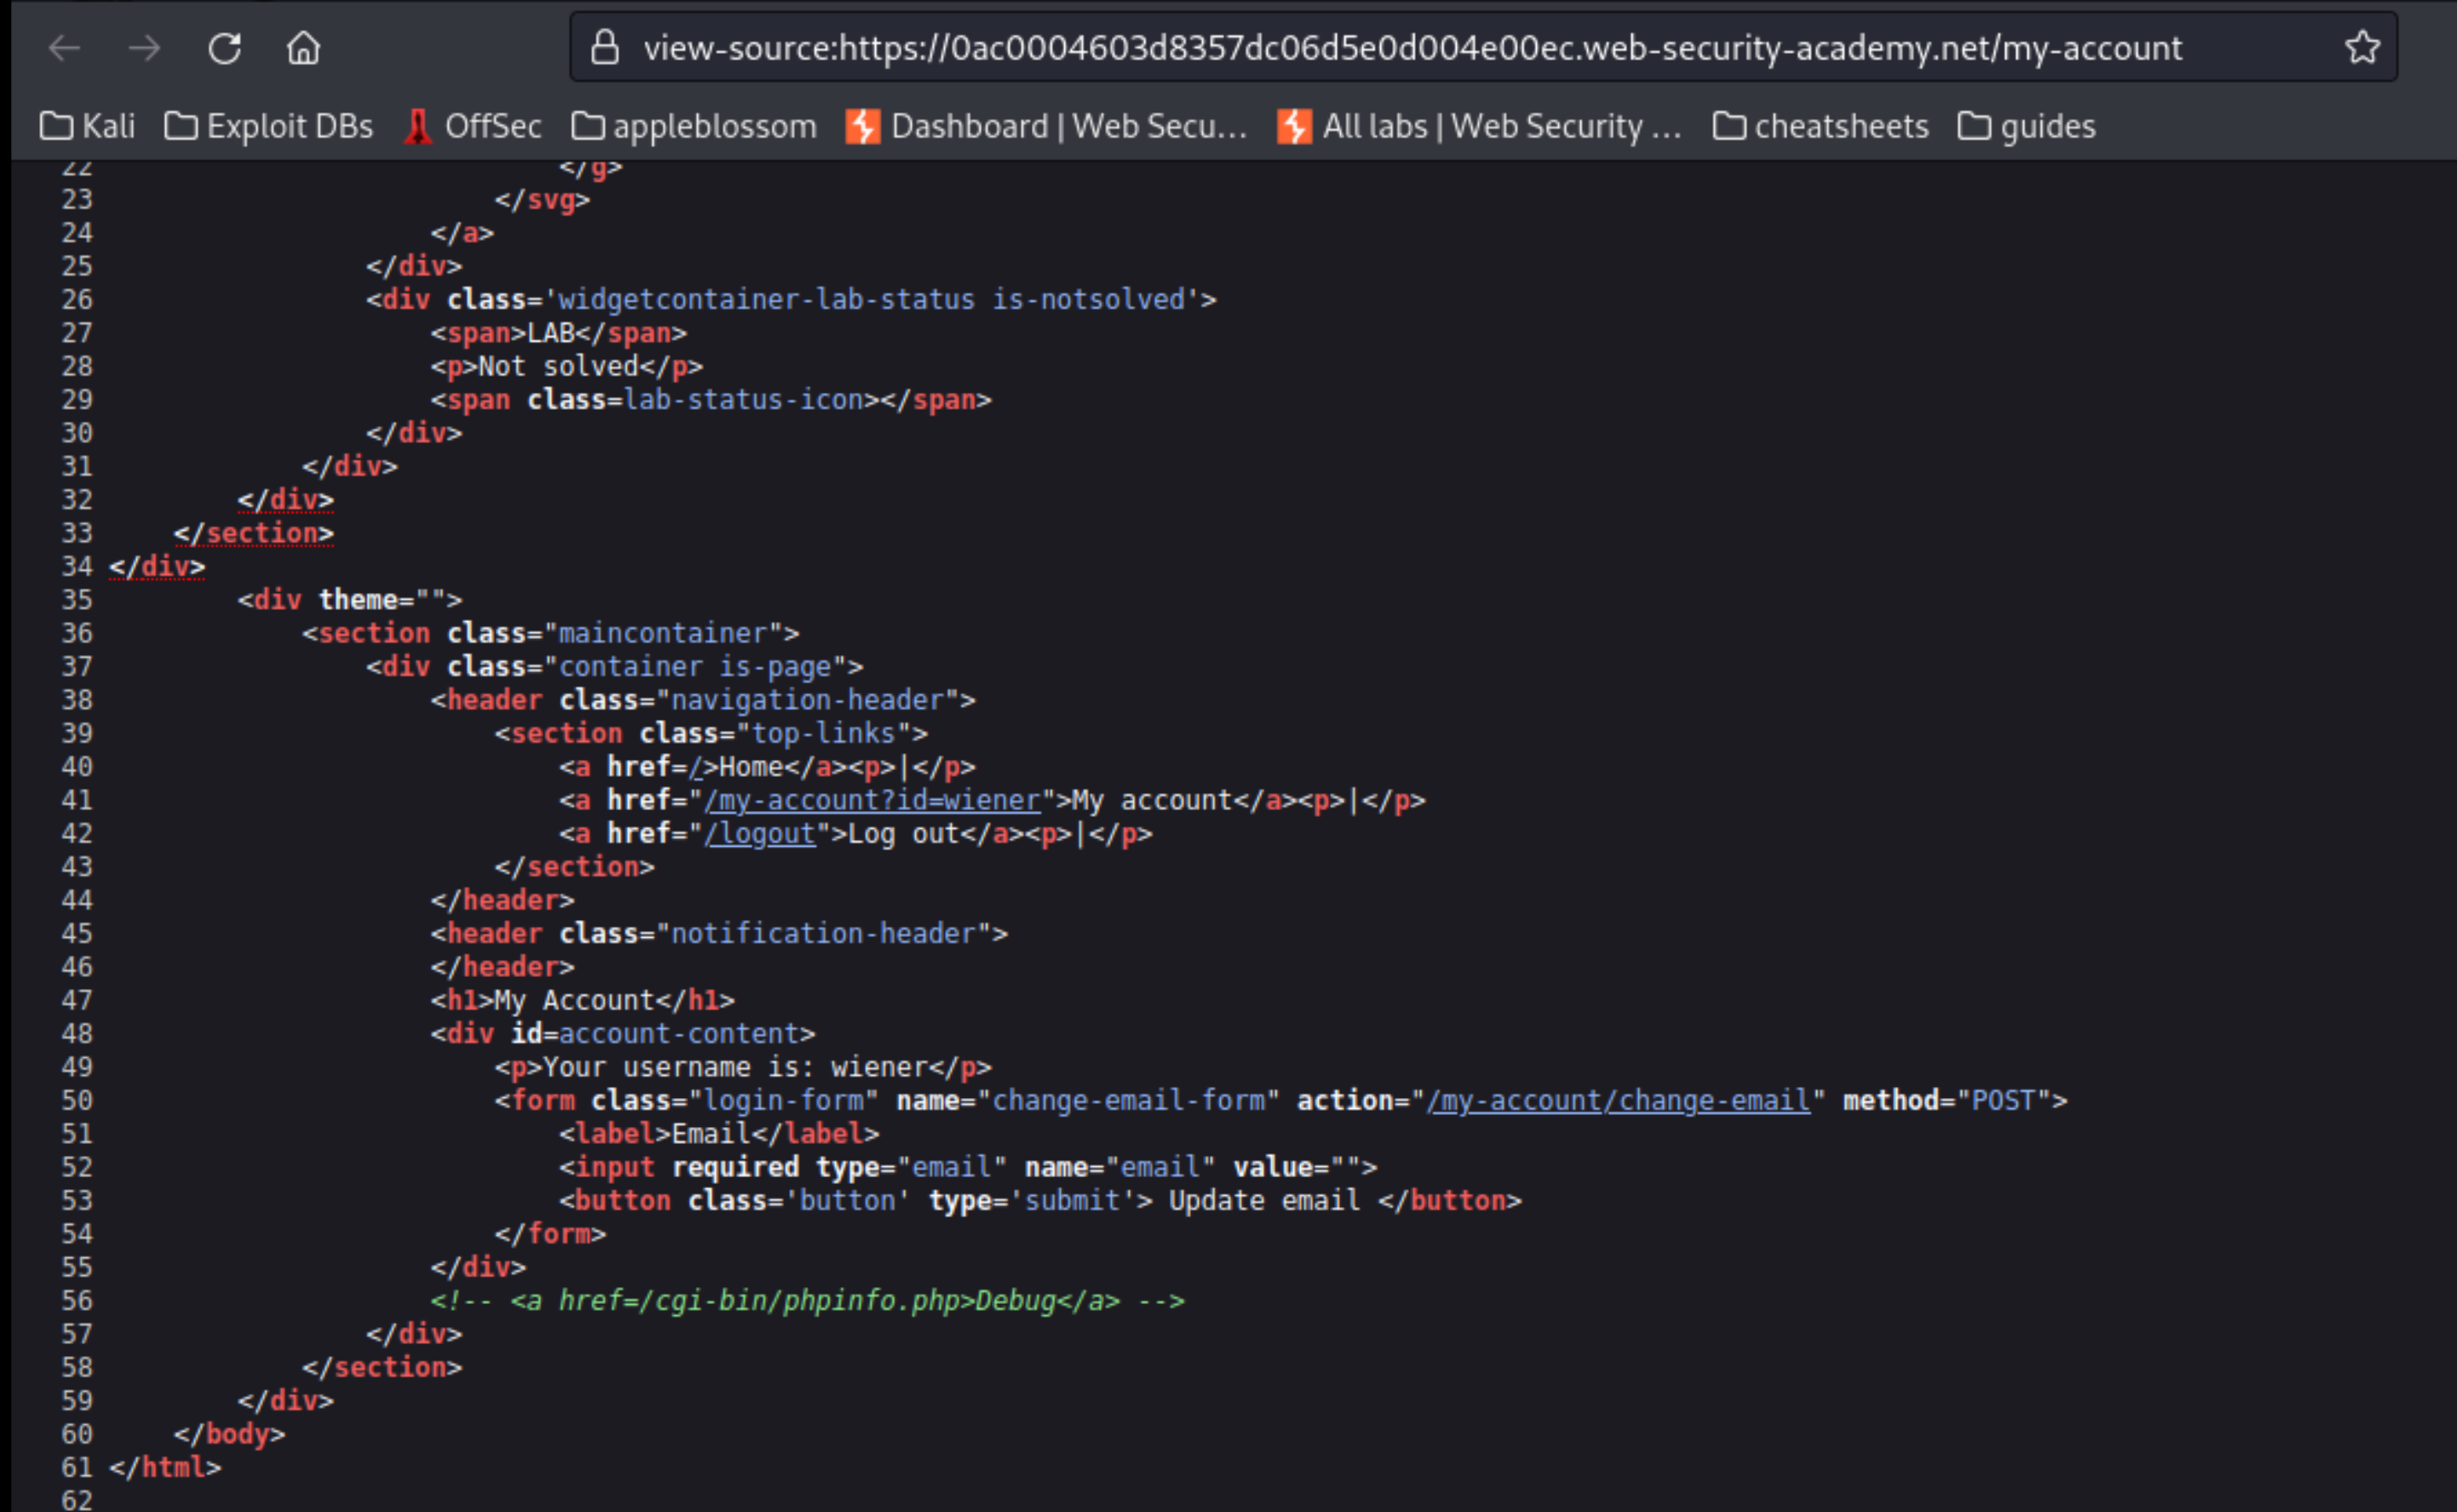 view-source:https://0ac0004603d8357dc06d5e0d004e00ec.web-security-academy.net/my-account
Kali Exploit DBs OffSec appleblossom Dashboard | Web Secu... All labs | Web Security ... cheatsheets guides
22 </g>
23 </svg>
24 </a>
25 </div>
26 <div class='widgetcontainer-lab-status is-notsolved'>
27 <span>LAB</span>
28 <p>Not solved</p>
29 <span class=lab-status-icon></span>
30 </div>
31 </div>
32 </div>
33 </section>
34 </div>
35 <div theme="">
36 <section class="maincontainer">
37 <div class="container is-page">
38 <header class="navigation-header">
39 <section class="top-links">
40 <a href=/>Home</a><p>|</p>
41 <a href="/my-account?id=wiener">My account</a><p>|</p>
42 <a href="/logout">Log out</a><p>|</p>
43 </section>
44 </header>
45 <header class="notification-header">
46 </header>
47 <h1>My Account</h1>
48 <div id=account-content>
49 <p>Your username is: wiener</p>
50 <form class="login-form" name="change-email-form" action="/my-account/change-email" method="POST">
51 <label>Email</label>
52 <input required type="email" name="email" value="">
53 <button class='button' type='submit'> Update email </button>
54 </form>
55 </div>
56 <!-- <a href=/cgi-bin/phpinfo.php>Debug</a> -->
57 </div>
58 </section>
59 </div>
60 </body>
61 </html>
62